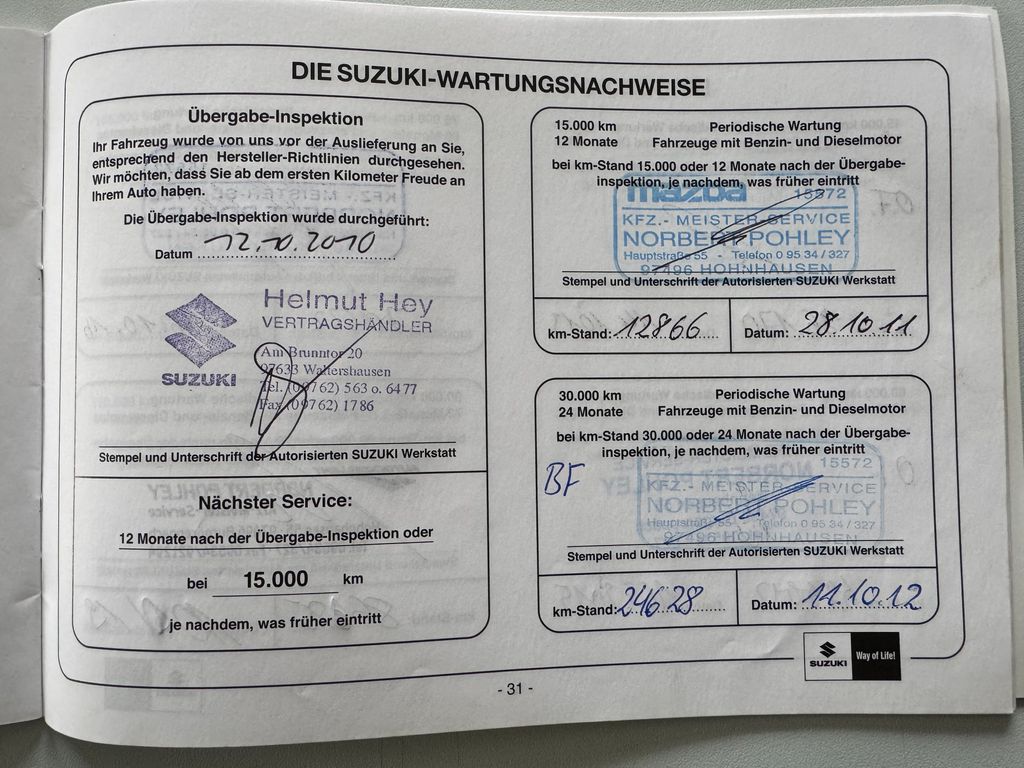 DIE SUZUKI-WARTUNGSNACHWEISE
Übergabe-Inspektion
Ihr Fahrzeug wurde von uns vor der Auslieferung an Sie,
entsprechend den Hersteller-Richtlinien durchgesehen.
Wir möchten, dass Sie ab dem ersten Kilometer Freude an
Ihrem Auto haben.
Die Übergabe-Inspektion wurde durchgeführt:
Datum 12.10.2010
Helmut Hey
VERTRAGSHÄNDLER
Am Brunntor 20
97633 Waltershausen
Tel. (09762) 563 o. 6477
Fax (09762) 1786
SUZUKI
Stempel und Unterschrift der Autorisierten SUZUKI Werkstatt
Nächster Service:
12 Monate nach der Übergabe-Inspektion oder
bei 15.000 km
je nachdem, was früher eintritt
15.000 km Periodische Wartung
12 Monate Fahrzeuge mit Benzin- und Dieselmotor
bei km-Stand 15.000 oder 12 Monate nach der Übergabe-
inspektion, je nachdem, was früher eintritt
mazda 15572
KFZ.- MEISTER-SERVICE
NORBERT POHLEY
Hauptstraße 55 - Telefon 0 95 34 / 327
97496 HOHNHAUSEN
Stempel und Unterschrift der Autorisierten SUZUKI Werkstatt
km-Stand: 12866 Datum: 28.10.11
30.000 km Periodische Wartung
24 Monate Fahrzeuge mit Benzin- und Dieselmotor
bei km-Stand 30.000 oder 24 Monate nach der Übergabe-
inspektion, je nachdem, was früher eintritt
BF
15572
KFZ.- MEISTER-SERVICE
NORBERT POHLEY
Hauptstraße 55 - Telefon 0 95 34 / 327
97496 HOHNHAUSEN
Stempel und Unterschrift der Autorisierten SUZUKI Werkstatt
km-Stand: 24628 Datum: 11.10.12
SUZUKI Way of Life!
- 31 -